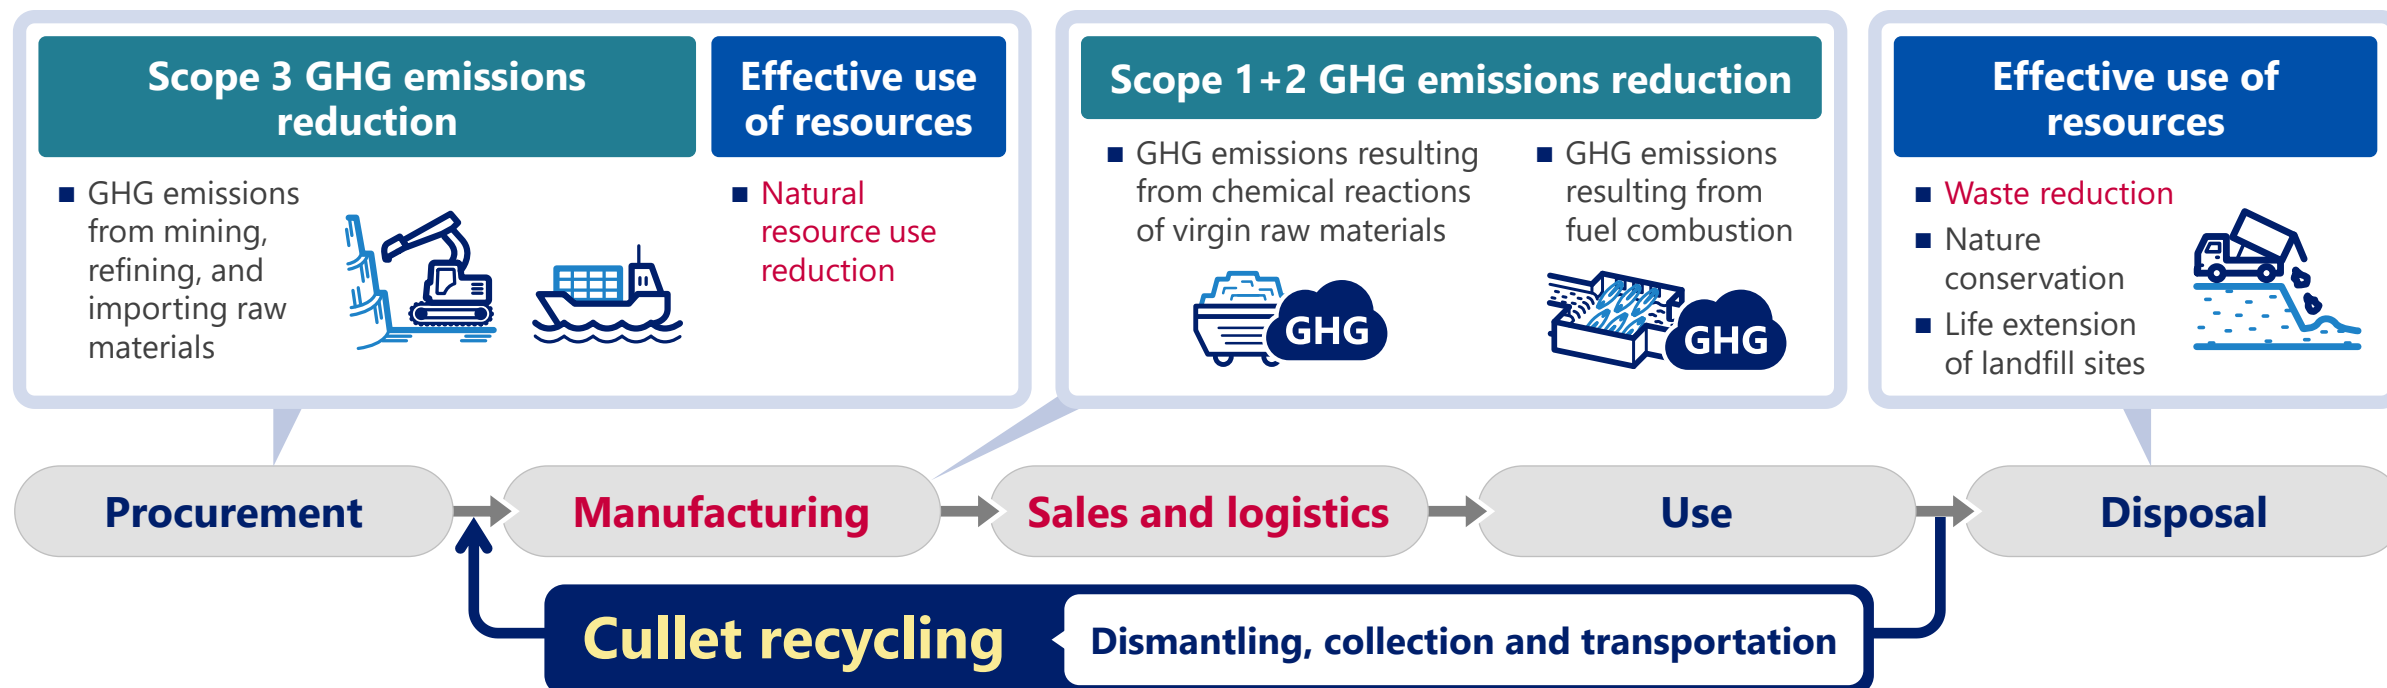 Scope 3 GHG emissions
reduction
GHG emissions
from mining,
refining, and
importing raw
materials
Effective use
of resources
Natural
resource use
reduction
Scope 1+2 GHG emissions reduction
GHG emissions resulting
from chemical reactions
of virgin raw materials
GHG
GHG emissions
resulting from
fuel combustion
GHG
Effective use of
resources
Waste reduction
Nature
conservation
Life extension
of landfill sites
Procurement
Manufacturing
Sales and logistics
Use
Disposal
Cullet recycling
Dismantling, collection and transportation